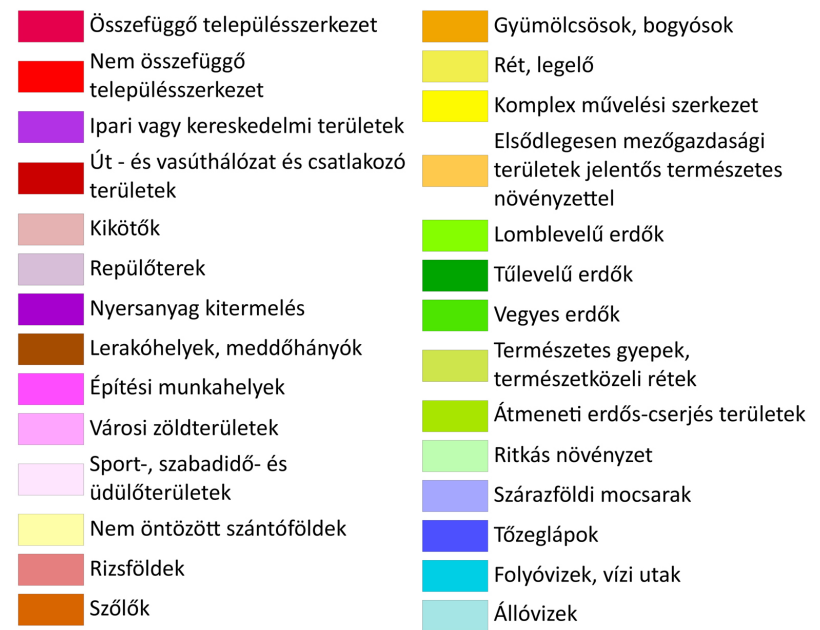 Összefüggő településszerkezet
Nem összefüggő
településszerkezet
Ipari vagy kereskedelmi területek
Út - és vasúthálózat és csatlakozó
területek
Kikötők
Repülőterek
Nyersanyag kitermelés
Lerakóhelyek, meddőhányók
Építési munkahelyek
Városi zöldterületek
Sport-, szabadidő- és
üdülőterületek
Nem öntözött szántóföldek
Rizsföldek
Szőlők
Gyümölcsösok, bogyósok
Rét, legelő
Komplex művelési szerkezet
Elsődlegesen mezőgazdasági
területek jelentős természetes
növényzettel
Lomblevelű erdők
Tűlevelű erdők
Vegyes erdők
Természetes gyepek,
természetközeli rétek
Átmeneti erdős-cserjés területek
Ritkás növényzet
Szárazföldi mocsarak
Tőzeglápok
Folyóvizek, vízi utak
Állóvizek